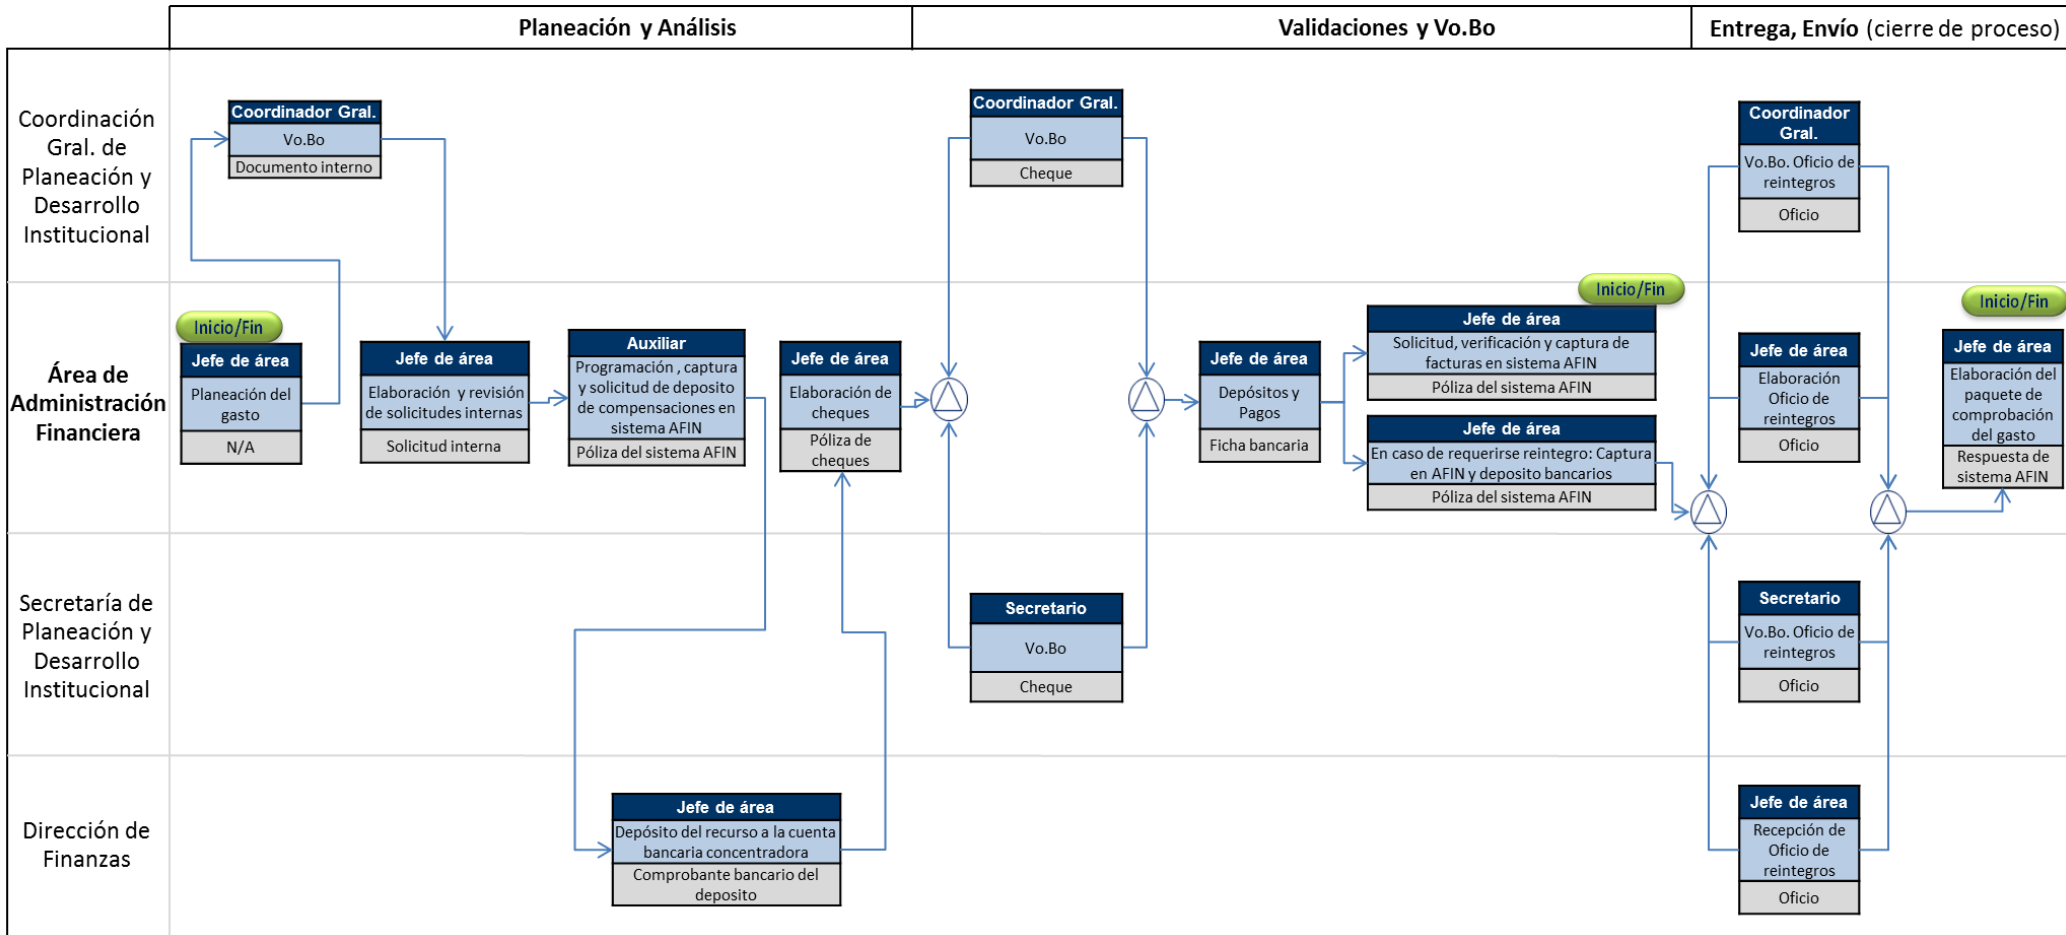 Planeación y Análisis
Validaciones y Vo.Bo
Entrega, Envío (cierre de proceso)
Coordinación
Gral. de
Planeación y
Desarrollo
Institucional
Coordinador Gral.
Vo.Bo
Documento interno
Coordinador Gral.
Vo.Bo
Cheque
Coordinador
Gral.
Vo.Bo. Oficio de
reintegros
Oficio
Área de
Administración
Financiera
Inicio/Fin
Jefe de área
Planeación del
gasto
N/A
Jefe de área
Elaboración y revisión
de solicitudes internas
Solicitud interna
Auxiliar
Programación , captura
y solicitud de deposito
de compensaciones en
sistema AFIN
Póliza del sistema AFIN
Jefe de área
Elaboración de
cheques
Póliza de
cheques
Jefe de área
Depósitos y
Pagos
Ficha bancaria
Inicio/Fin
Jefe de área
Solicitud, verificación y captura de
facturas en sistema AFIN
Póliza del sistema AFIN
Jefe de área
En caso de requerirse reintegro: Captura
en AFIN y deposito bancarios
Póliza del sistema AFIN
Jefe de área
Elaboración
Oficio de
reintegros
Oficio
Inicio/Fin
Jefe de área
Elaboración del
paquete de
comprobación
del gasto
Respuesta de
sistema AFIN
Secretaría de
Planeación y
Desarrollo
Institucional
Secretario
Vo.Bo
Cheque
Secretario
Vo.Bo. Oficio de
reintegros
Oficio
Dirección de
Finanzas
Jefe de área
Depósito del recurso a la cuenta
bancaria concentradora
Comprobante bancario del
deposito
Jefe de área
Recepción de
Oficio de
reintegros
Oficio